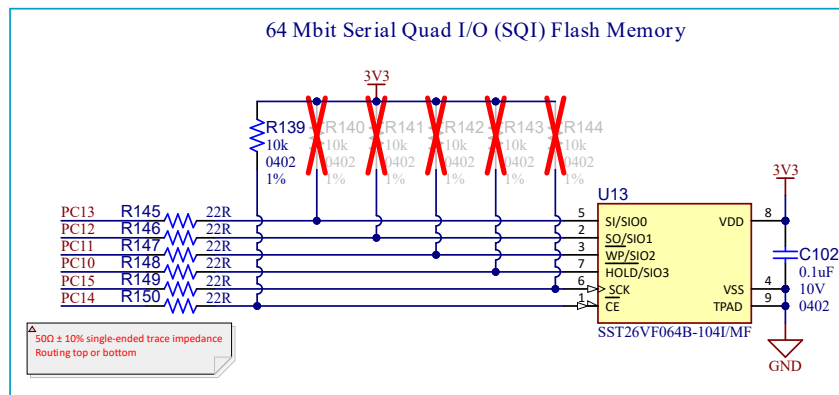 64 Mbit Serial Quad I/O (SQI) Flash Memory
3V3
R139 R140 R141 R142 R143 R144
10k 10k 10k 10k 10k 10k
0402 0402 0402 0402 0402 0402
1% 1% 1% 1% 1% 1%
3V3
U13
PC13 R145 22R 5 SI/SIO0 VDD 8
PC12 R146 22R 2 SO/SIO1
PC11 R147 22R 3 WP/SIO2
PC10 R148 22R 7 HOLD/SIO3
PC15 R149 22R 6 SCK VSS 4
PC14 R150 22R 1 CE TPAD 9
C102
0.1uF
10V
0402
SST26VF064B-104I/MF
GND
50Ω ± 10% single-ended trace impedance
Routing top or bottom